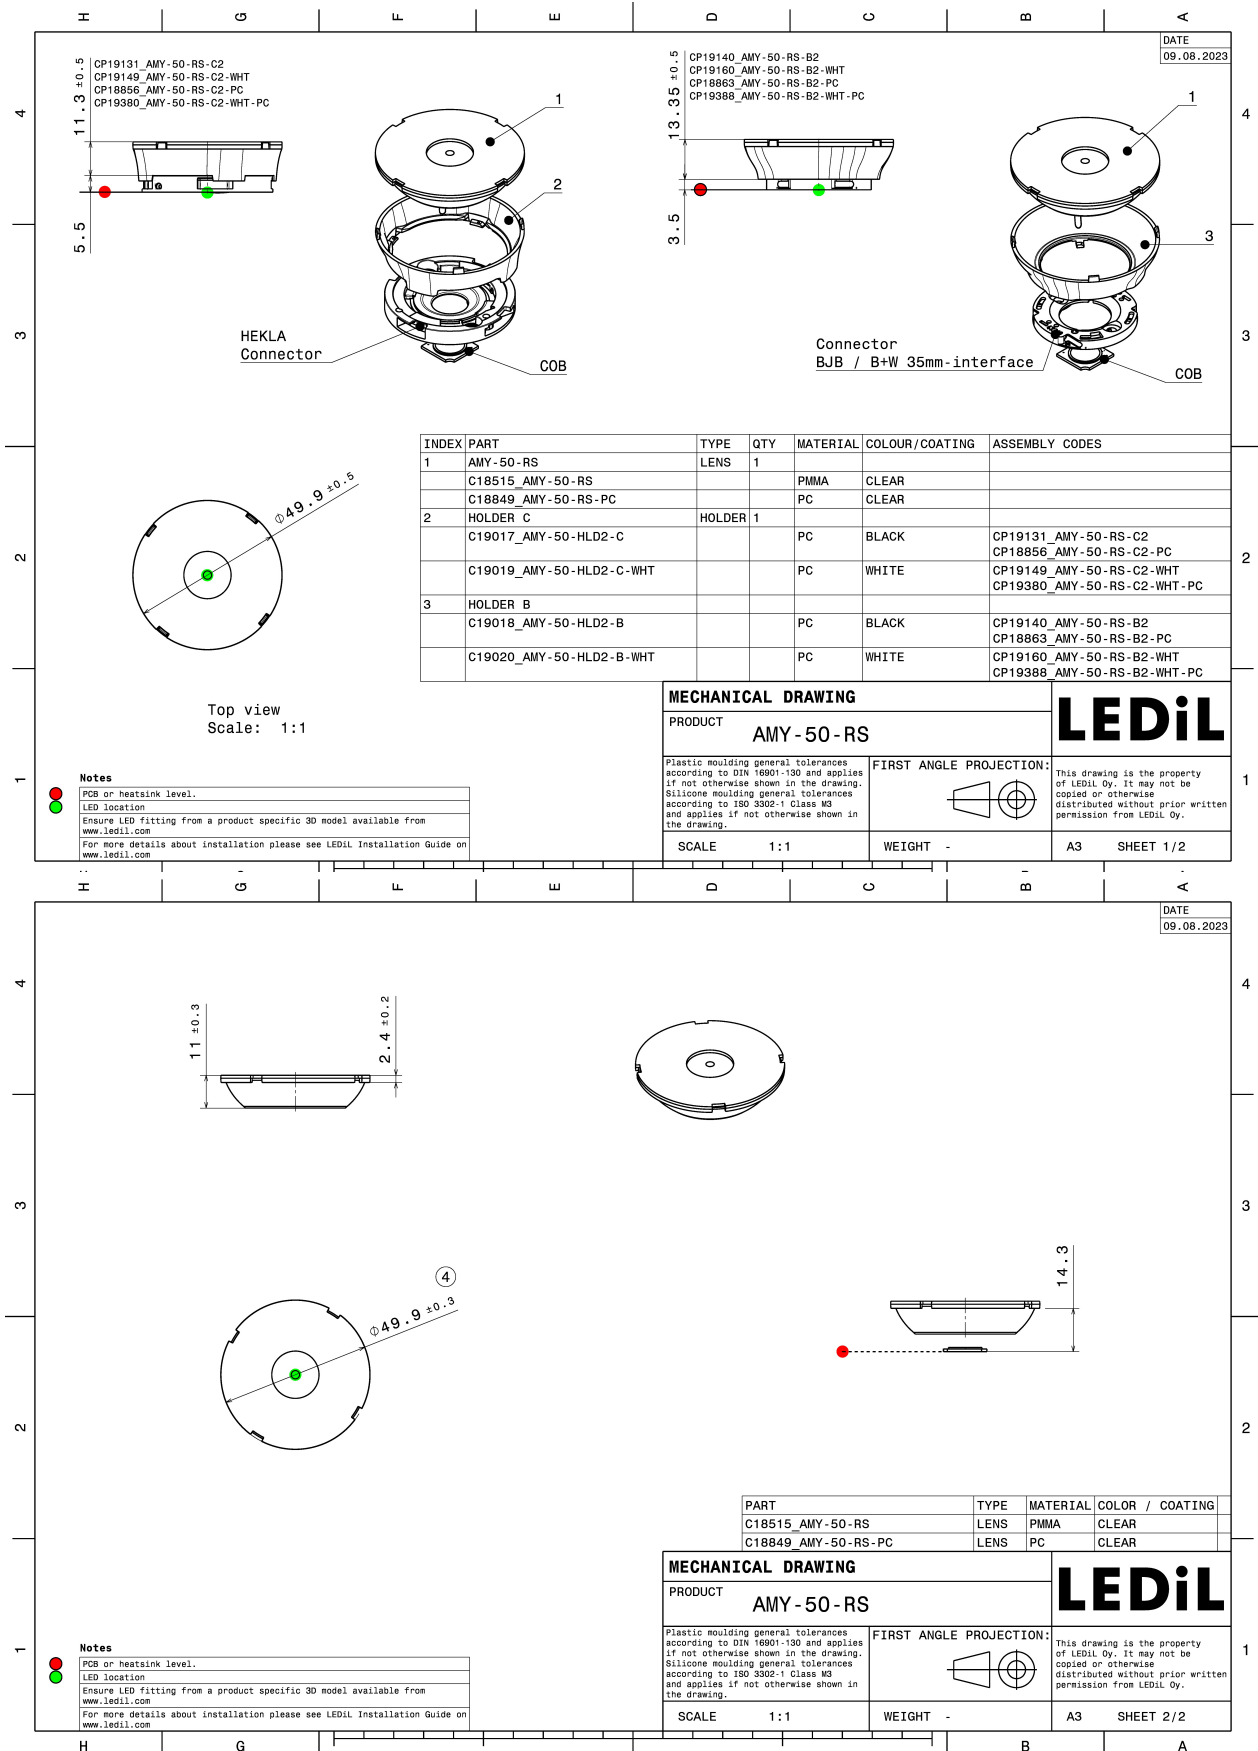 H G F E D C B A
DATE
09.08.2023
4
4
11.3 ±0.5
CP19131_AMY-50-RS-C2
CP19149_AMY-50-RS-C2-WHT
CP18856_AMY-50-RS-C2-PC
CP19380_AMY-50-RS-C2-WHT-PC
5.5
1
2
HEKLA
Connector
COB
13.35 ±0.5
CP19140_AMY-50-RS-B2
CP19160_AMY-50-RS-B2-WHT
CP18863_AMY-50-RS-B2-PC
CP19388_AMY-50-RS-B2-WHT-PC
3.5
1
3
Connector
BJB / B+W 35mm-interface
COB
3
3
INDEX PART TYPE QTY MATERIAL COLOUR/COATING ASSEMBLY CODES
1 AMY-50-RS LENS 1
C18515_AMY-50-RS PMMA CLEAR
C18849_AMY-50-RS-PC PC CLEAR
2 HOLDER C HOLDER 1
C19017_AMY-50-HLD2-C PC BLACK CP19131_AMY-50-RS-C2
CP18856_AMY-50-RS-C2-PC
C19019_AMY-50-HLD2-C-WHT PC WHITE CP19149_AMY-50-RS-C2-WHT
CP19380_AMY-50-RS-C2-WHT-PC
3 HOLDER B
C19018_AMY-50-HLD2-B PC BLACK CP19140_AMY-50-RS-B2
CP18863_AMY-50-RS-B2-PC
C19020_AMY-50-HLD2-B-WHT PC WHITE CP19160_AMY-50-RS-B2-WHT
CP19388_AMY-50-RS-B2-WHT-PC
2
2
Φ49.9 ±0.5
Top view
Scale: 1:1
1
1
Notes
PCB or heatsink level.
LED location
Ensure LED fitting from a product specific 3D model available from
www.ledil.com
For more details about installation please see LEDiL Installation Guide on
www.ledil.com
MECHANICAL DRAWING
PRODUCT
AMY-50-RS
LEDiL
Plastic moulding general tolerances
according to DIN 16901-130 and applies
if not otherwise shown in the drawing.
Silicone moulding general tolerances
according to ISO 3302-1 Class M3
and applies if not otherwise shown in
the drawing.
FIRST ANGLE PROJECTION:
This drawing is the property
of LEDiL Oy. It may not be
copied or otherwise
distributed without prior written
permission from LEDiL Oy.
SCALE 1:1 WEIGHT - A3 SHEET 1/2
H G F E D C B A
DATE
09.08.2023
4
4
11 ±0.3
2.4 ±0.2
3
3
4
Φ49.9 ±0.3
14.3
2
2
PART TYPE MATERIAL COLOR / COATING
C18515_AMY-50-RS LENS PMMA CLEAR
C18849_AMY-50-RS-PC LENS PC CLEAR
1
1
Notes
PCB or heatsink level.
LED location
Ensure LED fitting from a product specific 3D model available from
www.ledil.com
For more details about installation please see LEDiL Installation Guide on
www.ledil.com
MECHANICAL DRAWING
PRODUCT
AMY-50-RS
LEDiL
Plastic moulding general tolerances
according to DIN 16901-130 and applies
if not otherwise shown in the drawing.
Silicone moulding general tolerances
according to ISO 3302-1 Class M3
and applies if not otherwise shown in
the drawing.
FIRST ANGLE PROJECTION:
This drawing is the property
of LEDiL Oy. It may not be
copied or otherwise
distributed without prior written
permission from LEDiL Oy.
SCALE 1:1 WEIGHT - A3 SHEET 2/2
H G B A